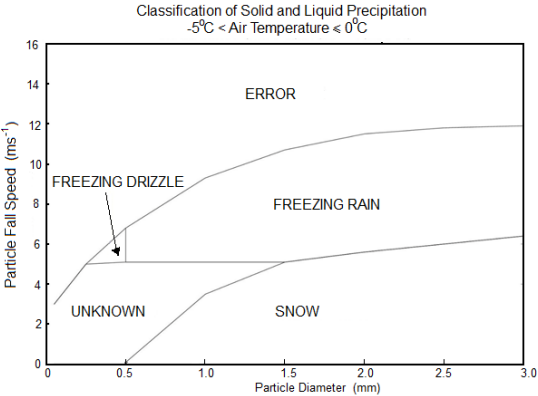 Classification of Solid and Liquid Precipitation
-5⁰C < Air Temperature ⩽ 0⁰C
16
14
ERROR
12
10
FREEZING DRIZZLE
8
FREEZING RAIN
6
4
UNKNOWN
SNOW
2
0
Particle Fall Speed (ms⁻¹)
0 0.5 1.0 1.5 2.0 2.5 3.0
Particle Diameter (mm)